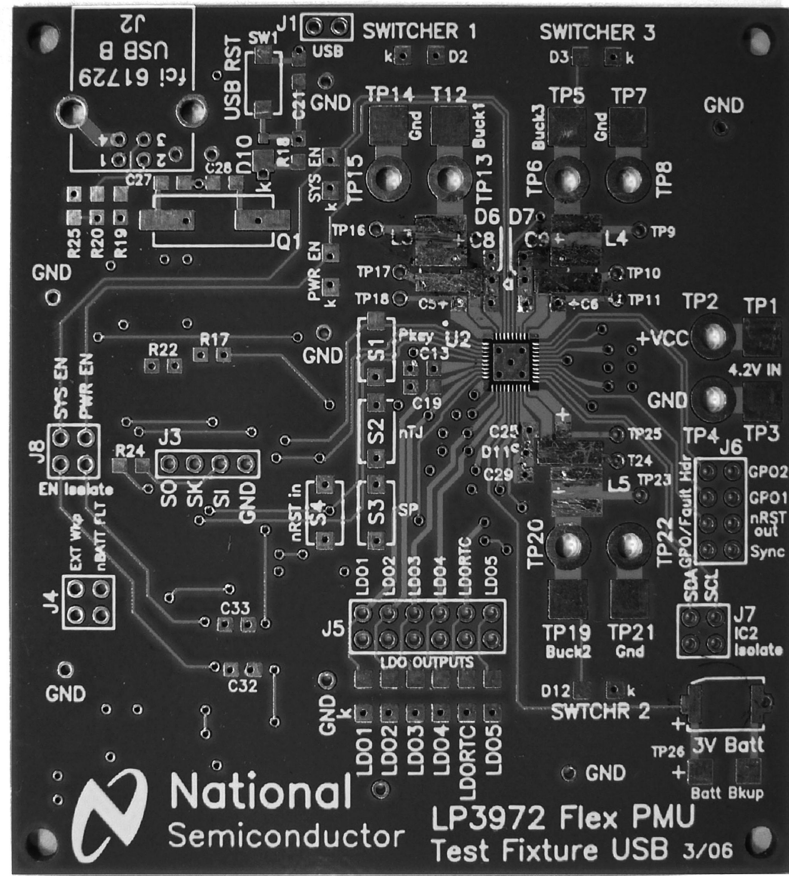 J2
USB B
fci 61729
4 3
1 2
SW1
USB RST
J1
USB
SWITCHER 1
k D2
SWITCHER 3
D3 k
GND
C21
R18
D10
k
SYS EN
k
TP14
T12
Gnd
Buck1
TP15
TP13
TP5
TP7
Buck3
Gnd
TP6
TP8
GND
C27
C28
R25
R20
R19
Q1
PWR EN
k
TP16
L3
D6 D7
C8
C9
L4
TP9
TP17
TP10
TP18
C5
C6
TP11
GND
GND
SYS EN
PWR EN
R22
R17
S1
Pkey
U2
C13
C19
TP2
TP1
+VCC
4.2V IN
GND
TP4
TP3
J8
EN Isolate
R24
J3
SO
SK
SI
GND
S2
nTJ
nRST in
S4
S3
SP
C25
D11
C29
TP25
T24
TP23
L5
TP20
TP22
J6
GPO/Fault Hdr
GPO2
GPO1
nRST
out
Sync
EXT Wkp
nBATT FLT
J4
C33
C32
GND
LDO1
LDO2
LDO3
LDO4
LDORTC
LDO5
J5
LDO OUTPUTS
TP19
Buck2
TP21
Gnd
SDA
SCL
J7
IC2
Isolate
D12 k
SWTCHR 2
GND
k
LDO1
LDO2
LDO3
LDO4
LDORTC
LDO5
+
3V Batt
TP26
+
Batt Bkup
GND
National
Semiconductor
LP3972 Flex PMU
Test Fixture USB 3/06